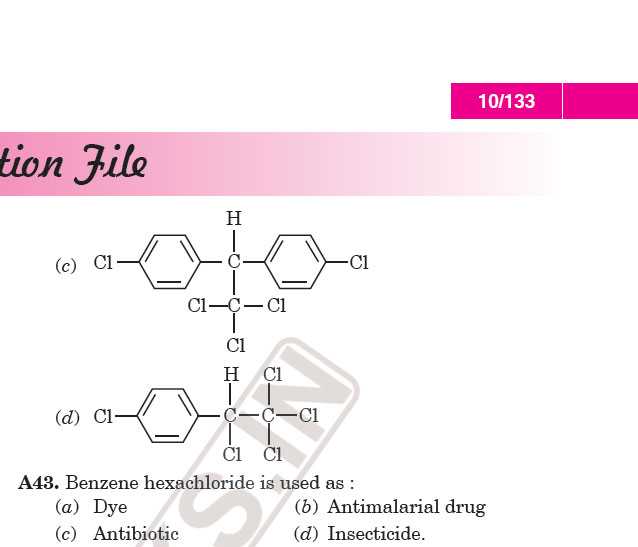 10/133
tion File
H
(c) Cl C Cl
Cl C Cl
Cl
H Cl
(d) Cl C C Cl
Cl Cl
A43. Benzene hexachloride is used as :
(a) Dye (b) Antimalarial drug
(c) Antibiotic (d) Insecticide.
S.IN